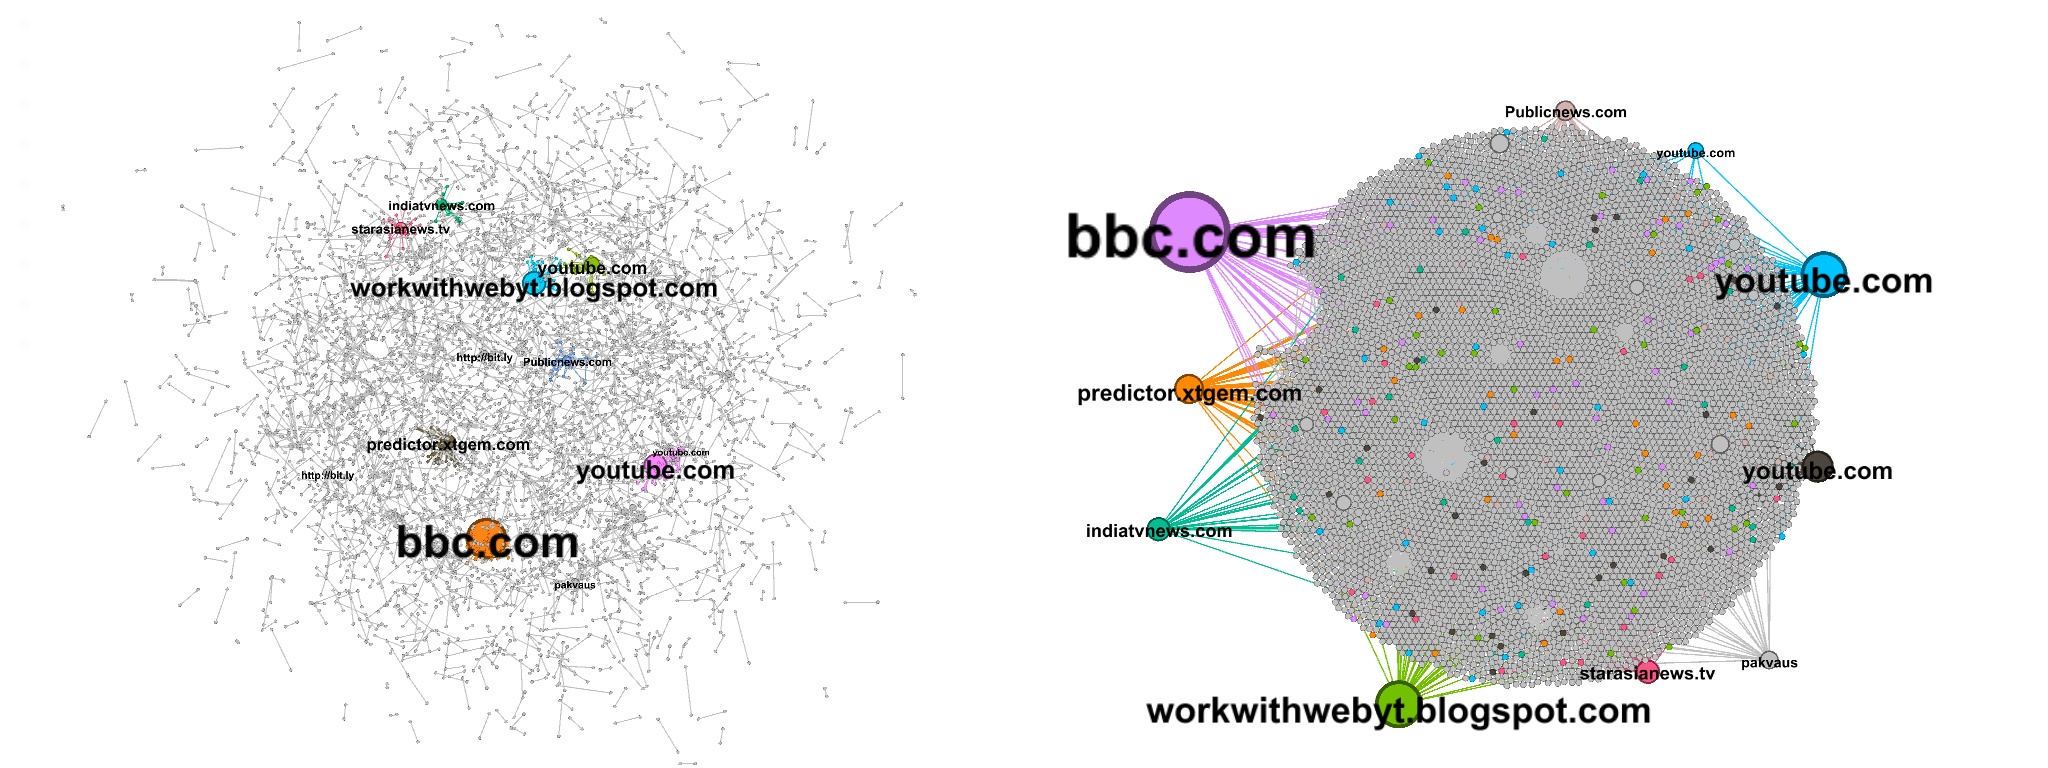 indiatvnews.com
starasianews.tv
youtube.com
workwithwebyt.blogspot.com
http://bit.ly
Publicnews.com
predictor.xtgem.com
youtube.com
youtube.com
http://bit.ly
bbc.com
pakvaus
Publicnews.com
youtube.com
bbc.com
youtube.com
predictor.xtgem.com
youtube.com
indiatvnews.com
pakvaus
starasianews.tv
workwithwebyt.blogspot.com